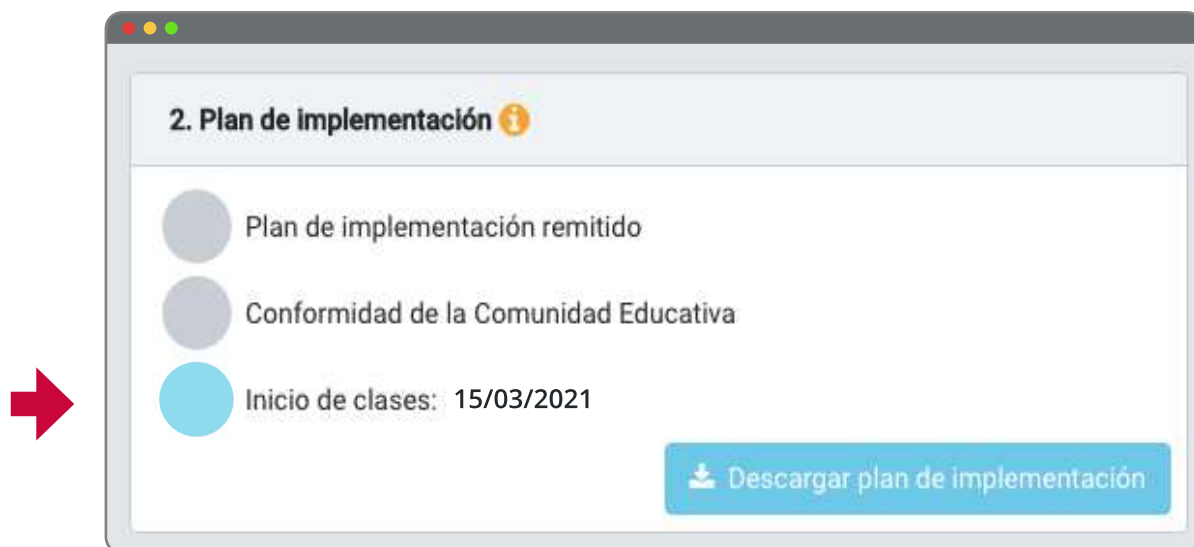 2. Plan de implementación
Plan de implementación remitido
Conformidad de la Comunidad Educativa
Inicio de clases: 15/03/2021
Descargar plan de implementación